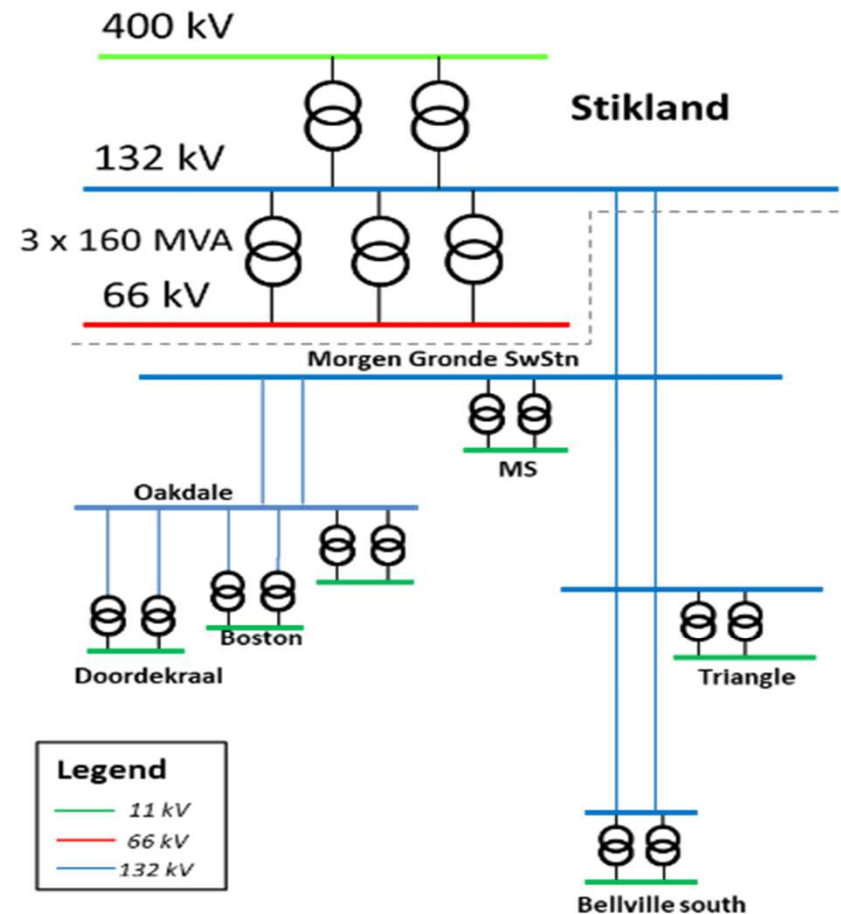 400 kV
Stikland
132 kV
3 x 160 MVA
66 kV
Morgen Gronde SwStn
MS
Oakdale
Boston
Doordekraal
Triangle
Legend
11 kV
66 kV
132 kV
Bellville south